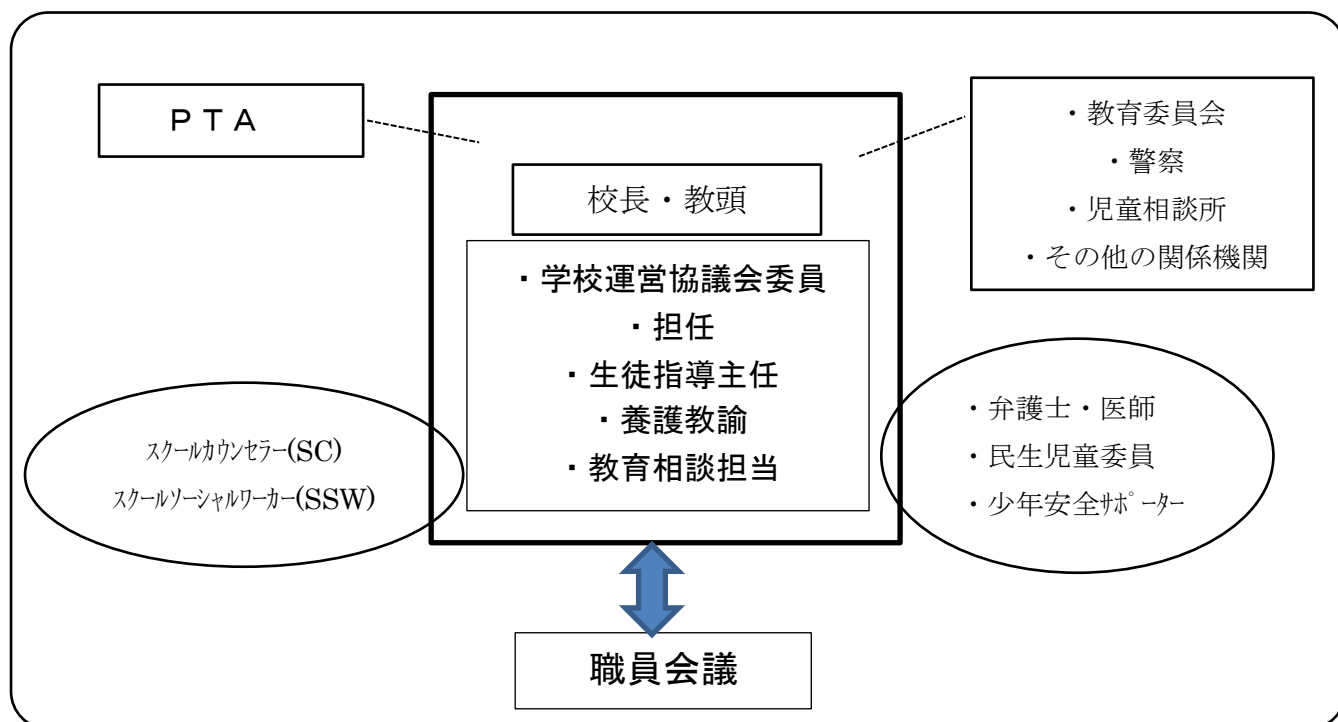 ＰＴＡ
・教育委員会
・警察
・児童相談所
・その他の関係機関
校長・教頭
・学校運営協議会委員
・担任
・生徒指導主任
・養護教諭
・教育相談担当
ｽｸｰﾙｶｳﾝｾﾗｰ(SC)
ｽｸｰﾙｿｰｼｬﾙﾜｰｶｰ(SSW)
・弁護士・医師
・民生児童委員
・少年安全ｻﾎﾟｰﾀｰ
職員会議